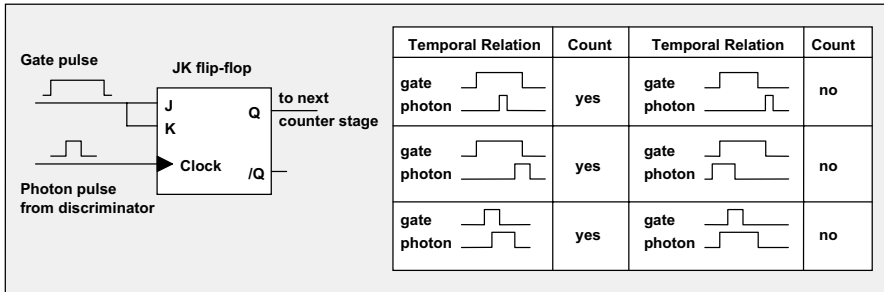 Gate pulse
JK flip-flop
J
K
Q
to next
counter stage
Clock
/Q
Photon pulse
from discriminator
Temporal Relation Count Temporal Relation Count
gate
photon
yes
gate
photon
no
gate
photon
yes
gate
photon
no
gate
photon
yes
gate
photon
no